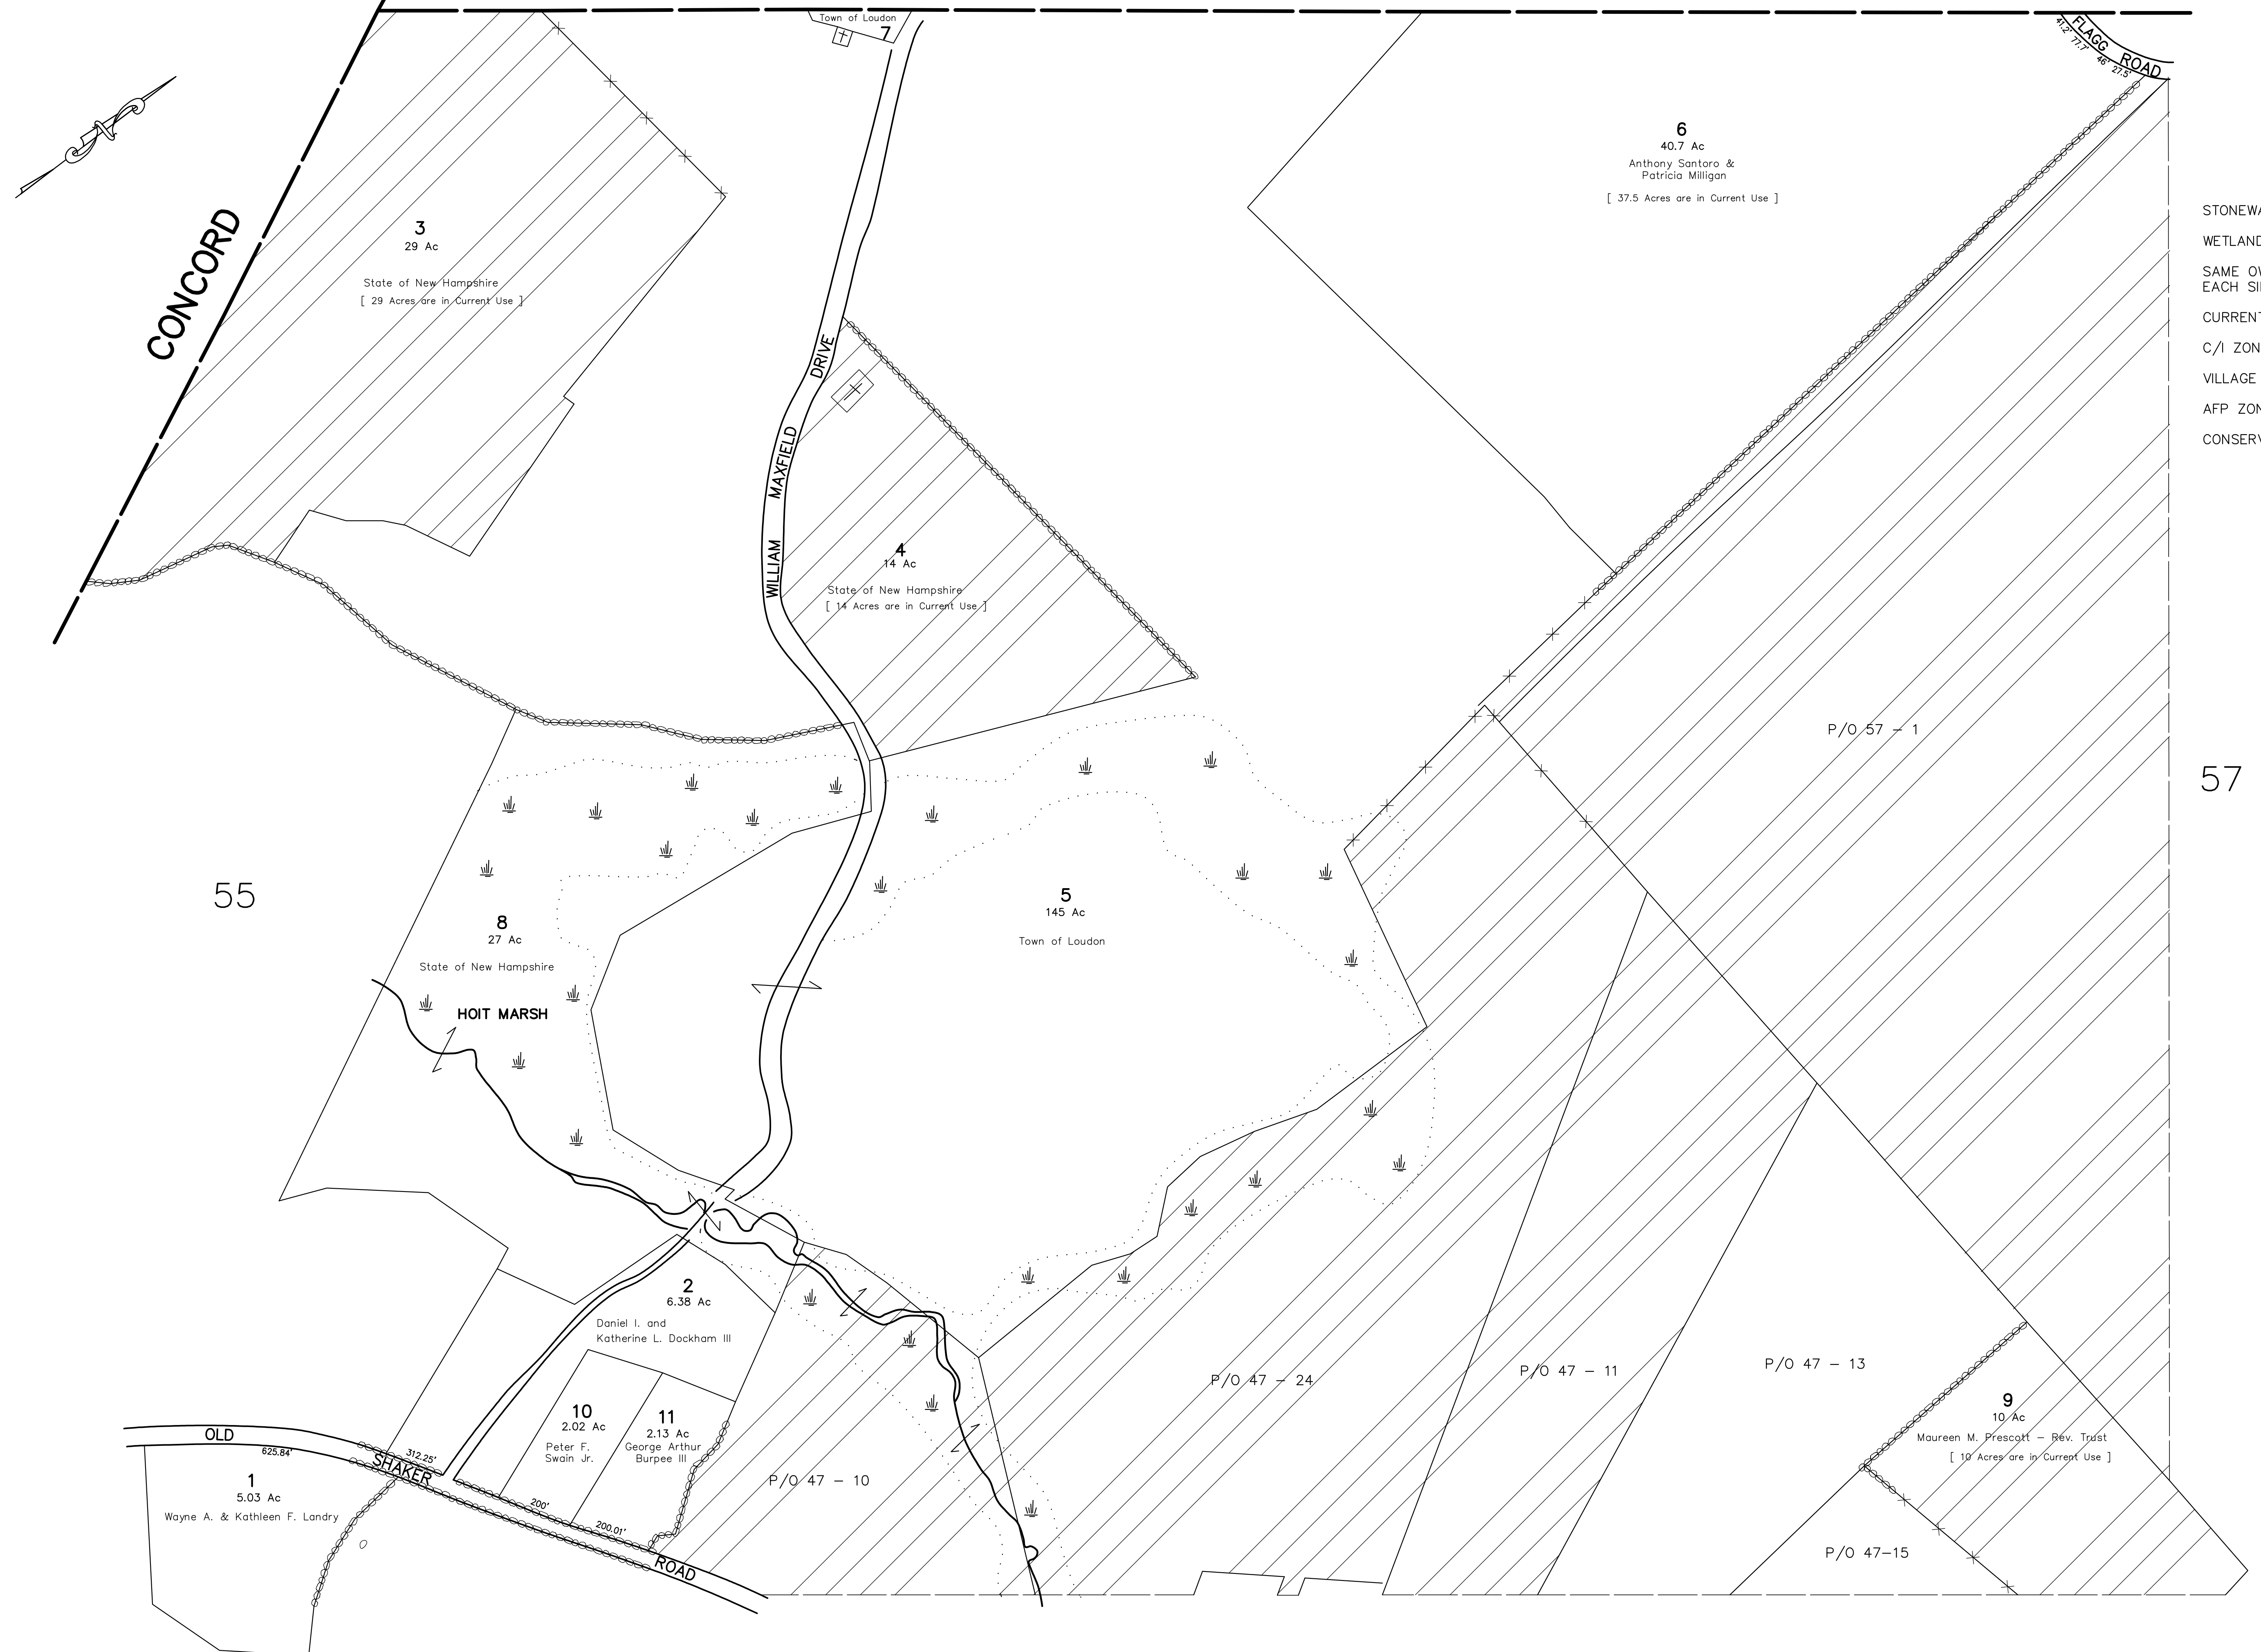 Town of Loudon
7
FLAGG ROAD
41.2' 77.7' 46' 27.5'
6
40.7 Ac
Anthony Santoro &
Patricia Milligan
[ 37.5 Acres are in Current Use ]
CONCORD
3
29 Ac
State of New Hampshire
[ 29 Acres are in Current Use ]
STONEWA
WETLAND
SAME OW
EACH SI
CURRENT
C/I ZON
VILLAGE
AFP ZON
CONSERV
WILLIAM MAXFIELD DRIVE
4
14 Ac
State of New Hampshire
[ 14 Acres are in Current Use ]
P/O 57 - 1
57
55
5
145 Ac
Town of Loudon
8
27 Ac
State of New Hampshire
HOIT MARSH
2
6.38 Ac
Daniel I. and
Katherine L. Dockham III
P/O 47 - 24
P/O 47 - 11
P/O 47 - 13
9
10 Ac
Maureen M. Prescott - Rev. Trust
[ 10 Acres are in Current Use ]
10
2.02 Ac
Peter F.
Swain Jr.
11
2.13 Ac
George Arthur
Burpee III
P/O 47 - 10
OLD SHAKER ROAD
625.84'
312.25'
200'
200.01'
1
5.03 Ac
Wayne A. & Kathleen F. Landry
P/O 47-15